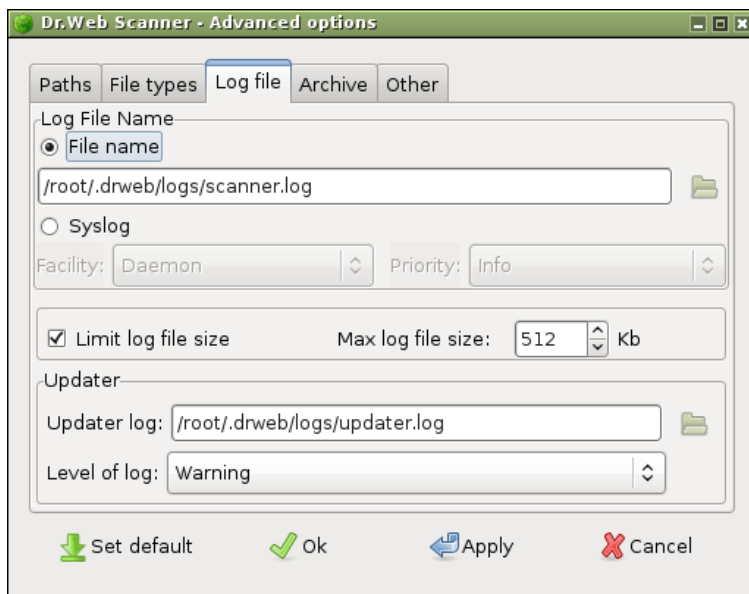 Dr.Web Scanner - Advanced options
Paths File types Log file Archive Other
Log File Name
File name
/root/.drweb/logs/scanner.log
Syslog
Facility: Daemon Priority: Info
Limit log file size Max log file size: 512 Kb
Updater
Updater log: /root/.drweb/logs/updater.log
Level of log: Warning
Set default Ok Apply Cancel